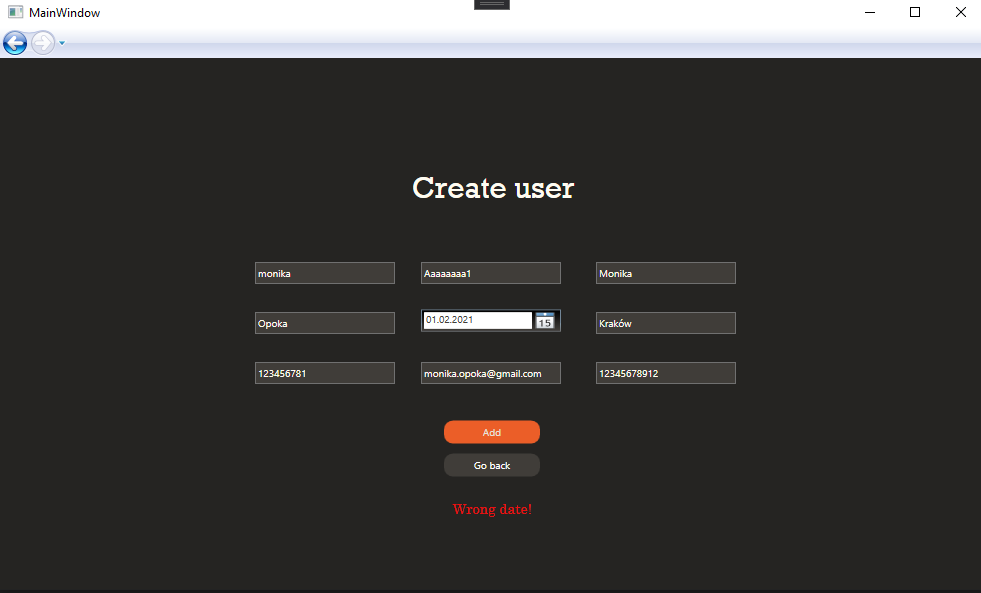 MainWindow
Create user
monika
Aaaaaaaa1
Monika
Opoka
01.02.2021
15
Kraków
123456781
monika.opoka@gmail.com
12345678912
Add
Go back
Wrong date!